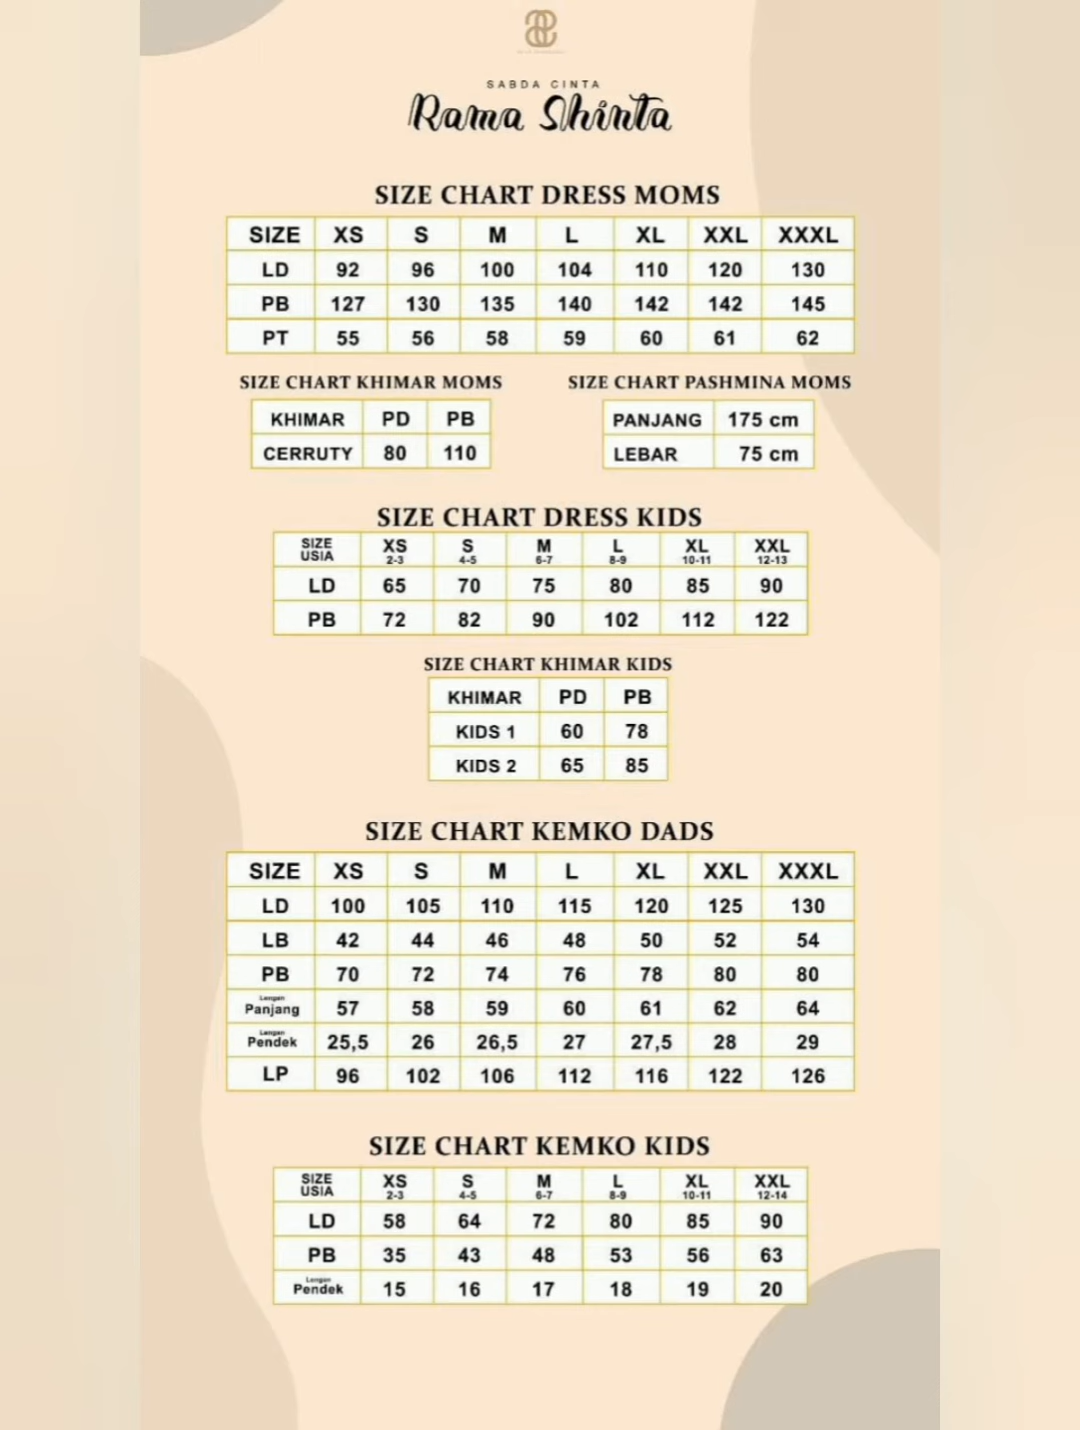 SABDA CINTA
Rama Shinta
SIZE CHART DRESS MOMS
SIZE XS S M L XL XXL XXXL
LD 92 96 100 104 110 120 130
PB 127 130 135 140 142 142 145
PT 55 56 58 59 60 61 62
SIZE CHART KHIMAR MOMS
KHIMAR PD PB
CERRUTY 80 110
SIZE CHART PASHMINA MOMS
PANJANG 175 cm
LEBAR 75 cm
SIZE CHART DRESS KIDS
SIZE XS S M L XL XXL
USIA 2-3 4-5 6-7 8-9 10-11 12-13
LD 65 70 75 80 85 90
PB 72 82 90 102 112 122
SIZE CHART KHIMAR KIDS
KHIMAR PD PB
KIDS 1 60 78
KIDS 2 65 85
SIZE CHART KEMKO DADS
SIZE XS S M L XL XXL XXXL
LD 100 105 110 115 120 125 130
LB 42 44 46 48 50 52 54
PB 70 72 74 76 78 80 80
Lengan
Panjang 57 58 59 60 61 62 64
Lengan
Pendek 25,5 26 26,5 27 27,5 28 29
LP 96 102 106 112 116 122 126
SIZE CHART KEMKO KIDS
SIZE XS S M L XL XXL
USIA 2-3 4-5 6-7 8-9 10-11 12-14
LD 58 64 72 80 85 90
PB 35 43 48 53 56 63
Lengan
Pendek 15 16 17 18 19 20